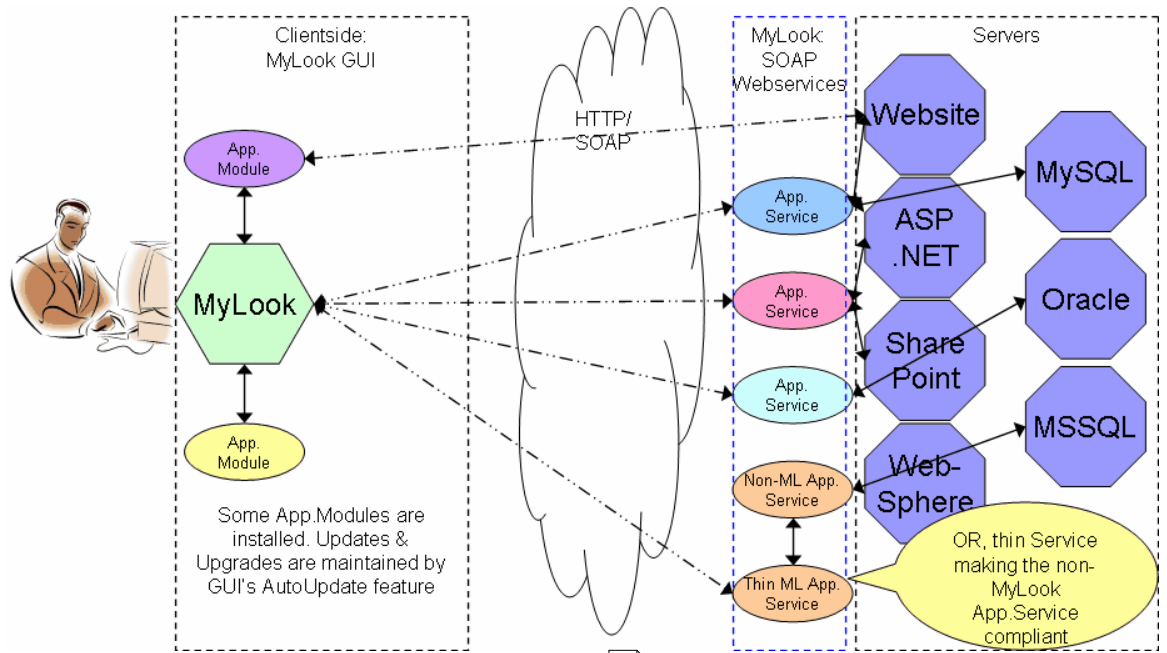 Clientside:
MyLook GUI
App.
Module
MyLook
App.
Module
Some App.Modules are
installed. Updates &
Upgrades are maintained by
GUI's AutoUpdate feature
HTTP/
SOAP
MyLook:
SOAP
Webservices
App.
Service
App.
Service
App.
Service
Non-ML App.
Service
Thin ML App.
Service
Servers
Website
ASP
.NET
Share
Point
Web-
Sphere
MySQL
Oracle
MSSQL
OR, thin Service
making the non-
MyLook
App.Service
compliant